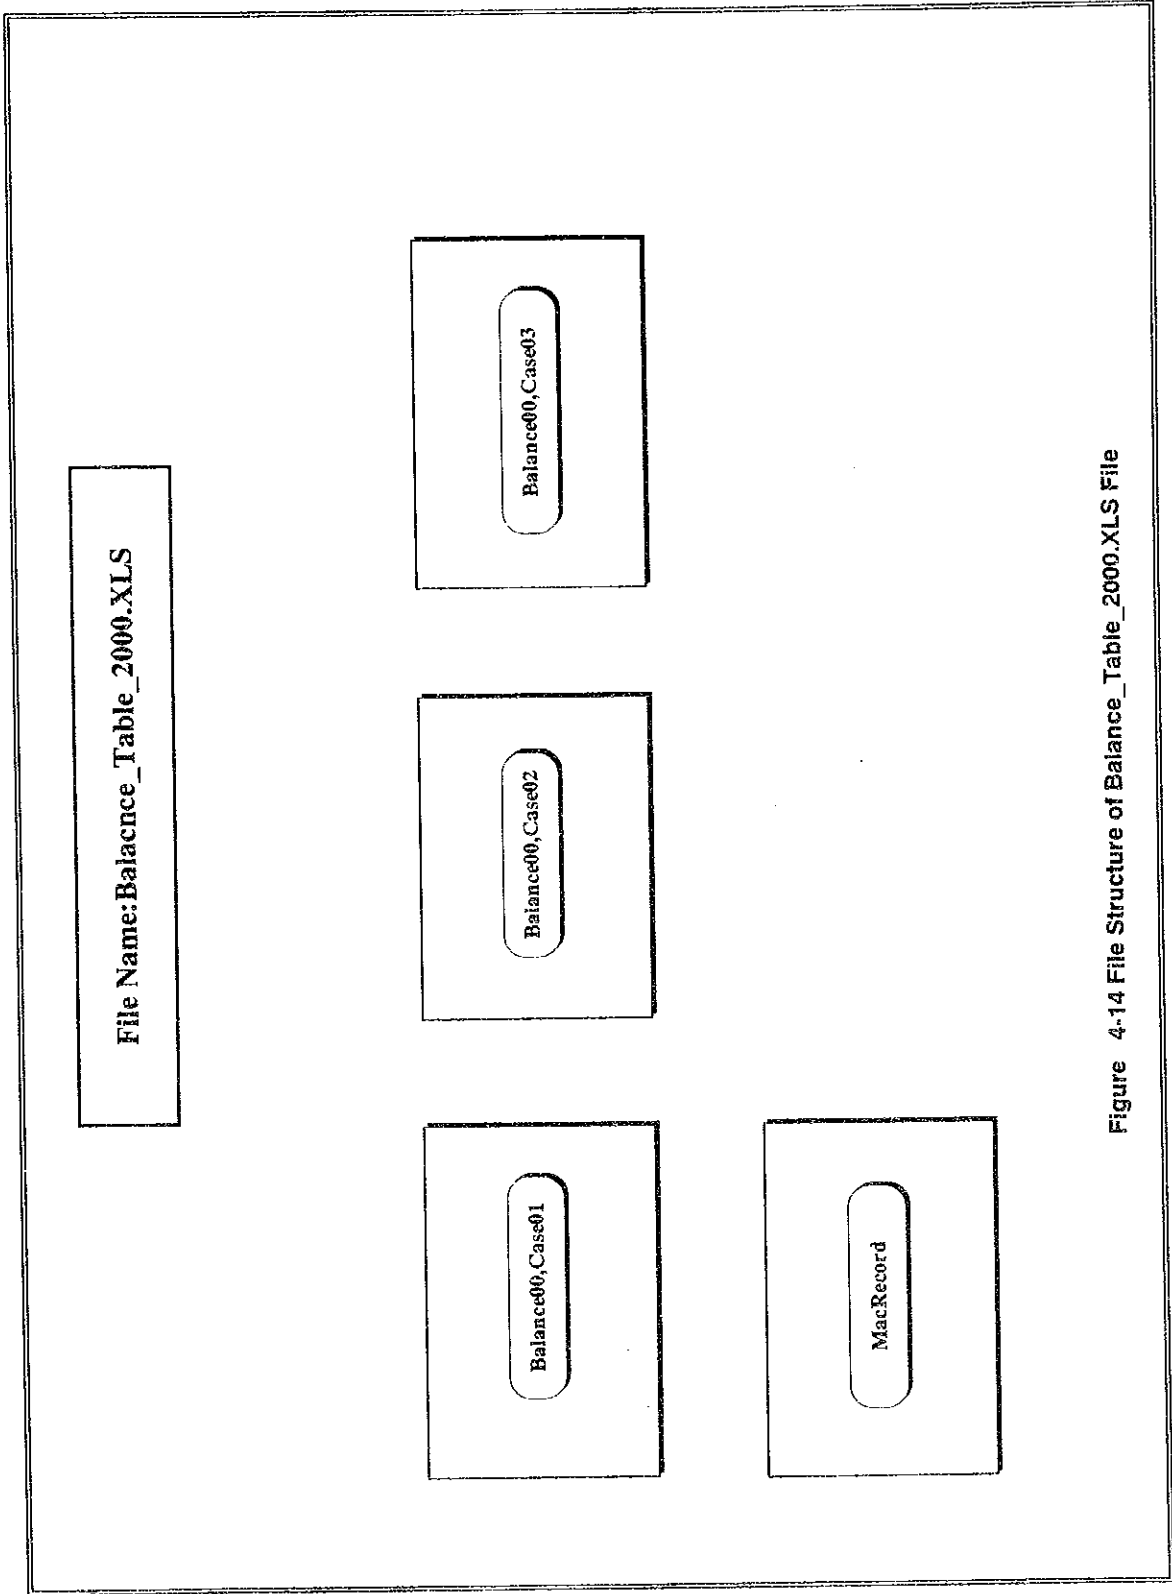 File Name:Balacnce_Table_2000.XLS
Balance00,Case01
Balance00,Case02
Balance00,Case03
MacRecord
Figure 4-14 File Structure of Balance_Table_2000.XLS File